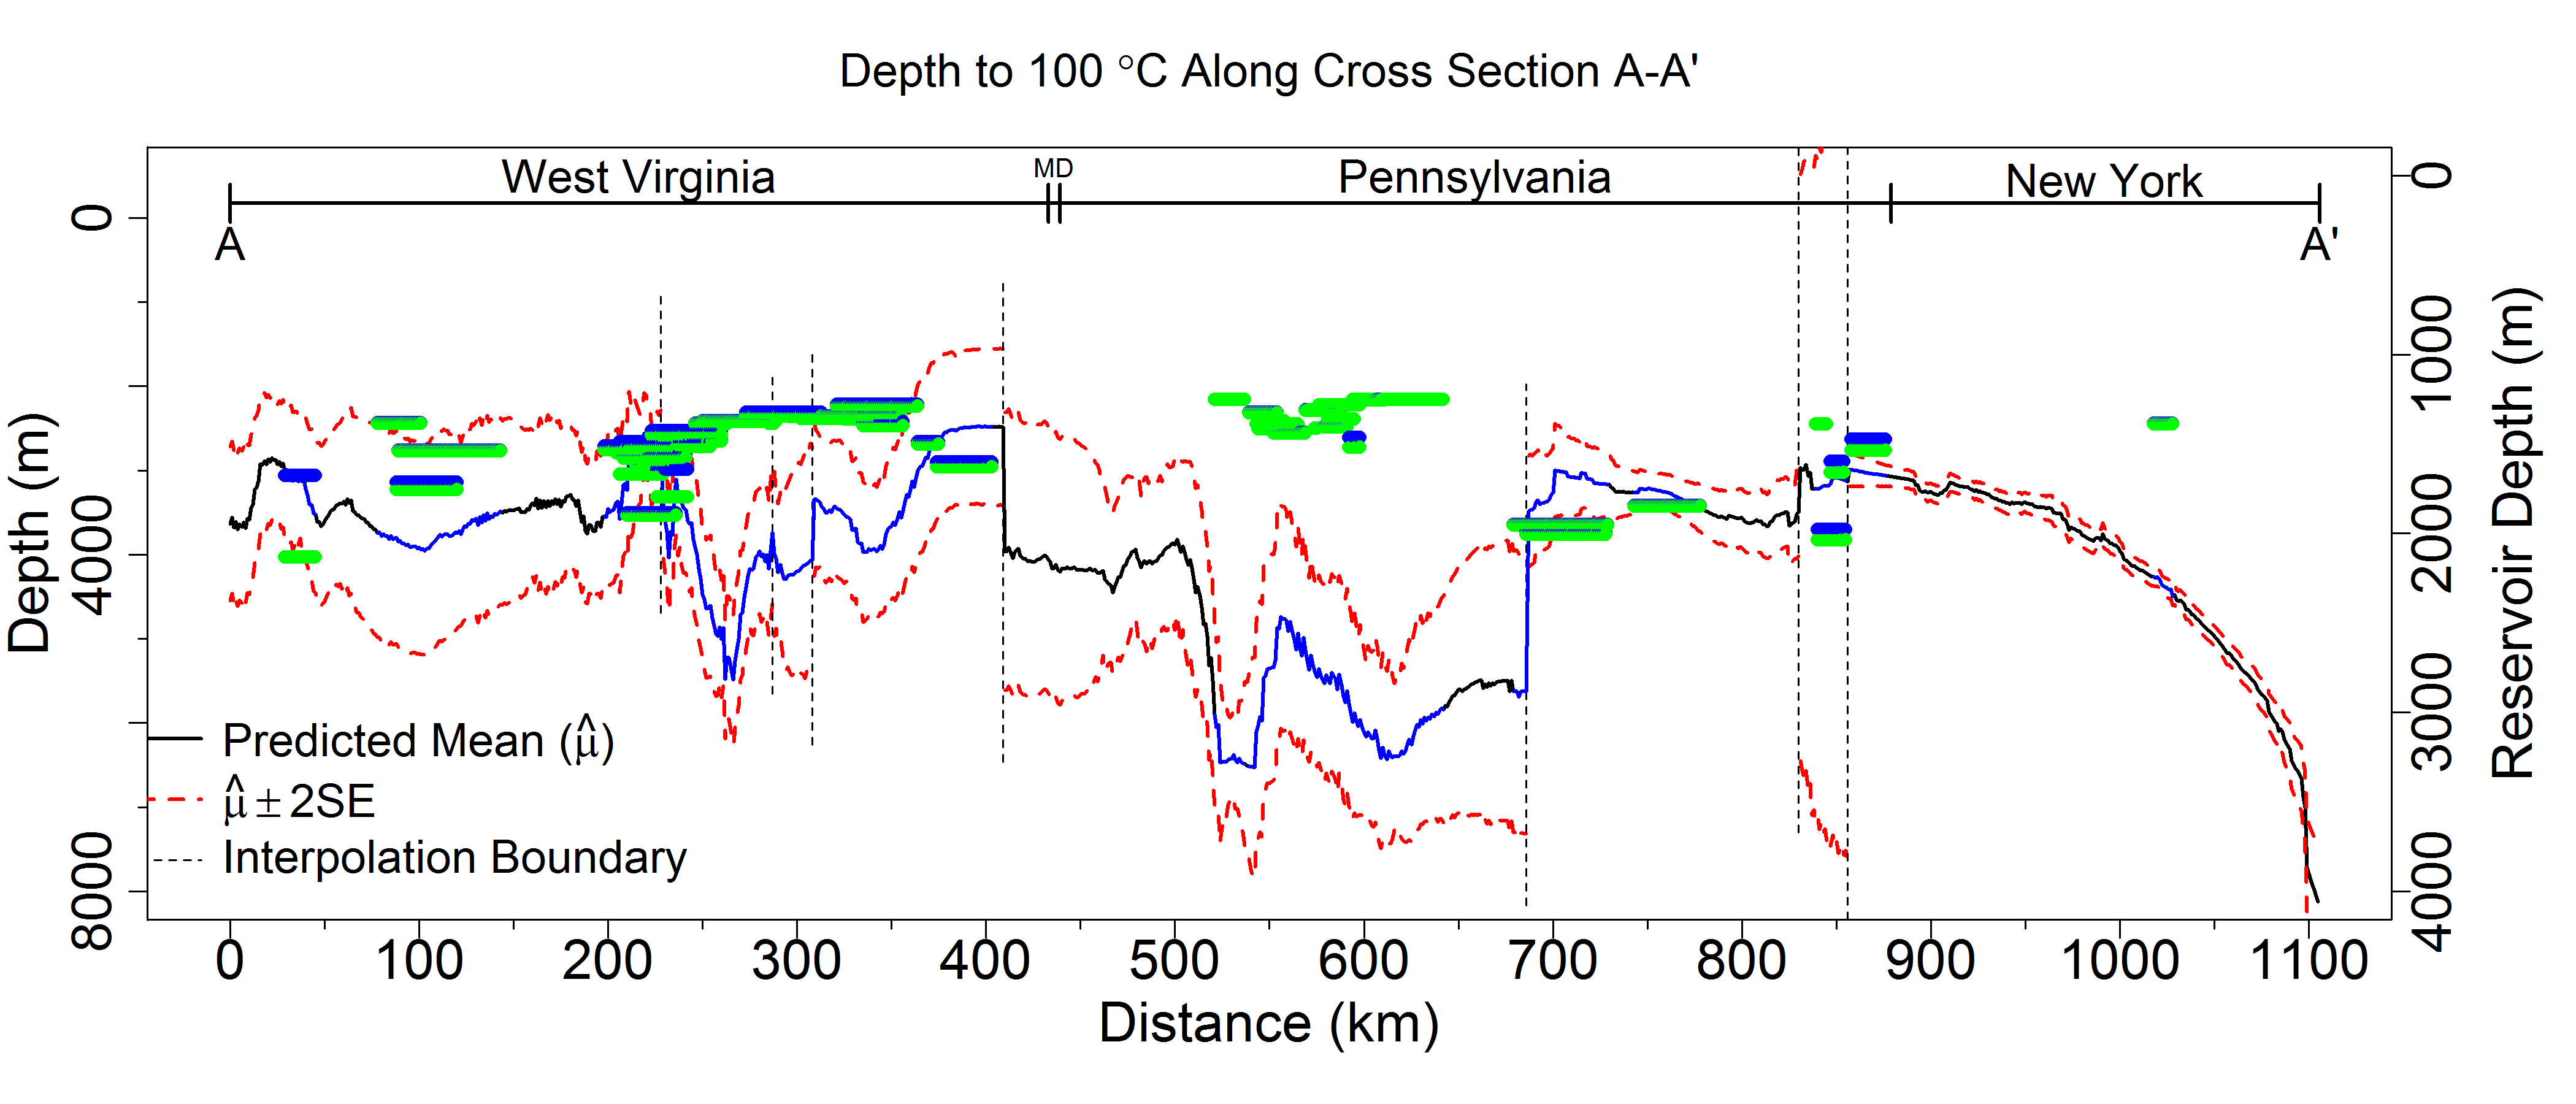 Depth to 100 °C Along Cross Section A-A'
West Virginia
MD
Pennsylvania
New York
A
A'
Depth (m)
0
4000
8000
Reservoir Depth (m)
0
1000
2000
3000
4000
Predicted Mean (μ̂)
μ̂ ± 2SE
Interpolation Boundary
0 100 200 300 400 500 600 700 800 900 1000 1100
Distance (km)